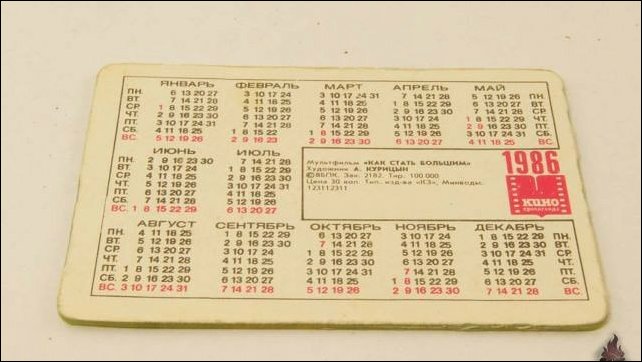 ЯНВАРЬ ФЕВРАЛЬ МАРТ АПРЕЛЬ МАЙ
ПН. 6 13 20 27 3 10 17 24 3 10 17 24 31 7 14 21 28 5 12 19 26 ПН.
ВТ. 7 14 21 28 4 11 18 25 4 11 18 25 1 8 15 22 29 6 13 20 27 ВТ.
СР. 1 8 15 22 29 5 12 19 26 5 12 19 26 2 9 16 23 30 7 14 21 28 СР.
ЧТ. 2 9 16 23 30 6 13 20 27 6 13 20 27 3 10 17 24 1 8 15 22 29 ЧТ.
ПТ. 3 10 17 24 31 7 14 21 28 7 14 21 28 4 11 18 25 2 9 16 23 30 ПТ.
СБ. 4 11 18 25 1 8 15 22 1 8 15 22 29 5 12 19 26 3 10 17 24 31 СБ.
ВС. 5 12 19 26 2 9 16 23 2 9 16 23 30 6 13 20 27 4 11 18 25 ВС.
ИЮНЬ ИЮЛЬ
ПН. 2 9 16 23 30 7 14 21 28
ВТ. 3 10 17 24 1 8 15 22 29
СР. 4 11 18 25 2 9 16 23 30
ЧТ. 5 12 19 26 3 10 17 24 31
ПТ. 6 13 20 27 4 11 18 25
СБ. 7 14 21 28 5 12 19 26
ВС. 1 8 15 22 29 6 13 20 27
Мультфильм «КАК СТАТЬ БОЛЬШИМ»
Художник А. КУРИЦЫН
Зак. 2182. Тир. 100 000
Цена 30 коп. Тип. изд-ва «КЗ», Минводы.
123112311
1986
КИНО
АВГУСТ СЕНТЯБРЬ ОКТЯБРЬ НОЯБРЬ ДЕКАБРЬ
ПН. 4 11 18 25 1 8 15 22 29 6 13 20 27 3 10 17 24 1 8 15 22 29 ПН.
ВТ. 5 12 19 26 2 9 16 23 30 7 14 21 28 4 11 18 25 2 9 16 23 30 ВТ.
СР. 6 13 20 27 3 10 17 24 1 8 15 22 29 5 12 19 26 3 10 17 24 31 СР.
ЧТ. 7 14 21 28 4 11 18 25 2 9 16 23 30 6 13 20 27 4 11 18 25 ЧТ.
ПТ. 1 8 15 22 29 5 12 19 26 3 10 17 24 31 7 14 21 28 5 12 19 26 ПТ.
СБ. 2 9 16 23 30 6 13 20 27 4 11 18 25 1 8 15 22 29 6 13 20 27 СБ.
ВС. 3 10 17 24 31 7 14 21 28 5 12 19 26 2 9 16 23 30 7 14 21 28 ВС.